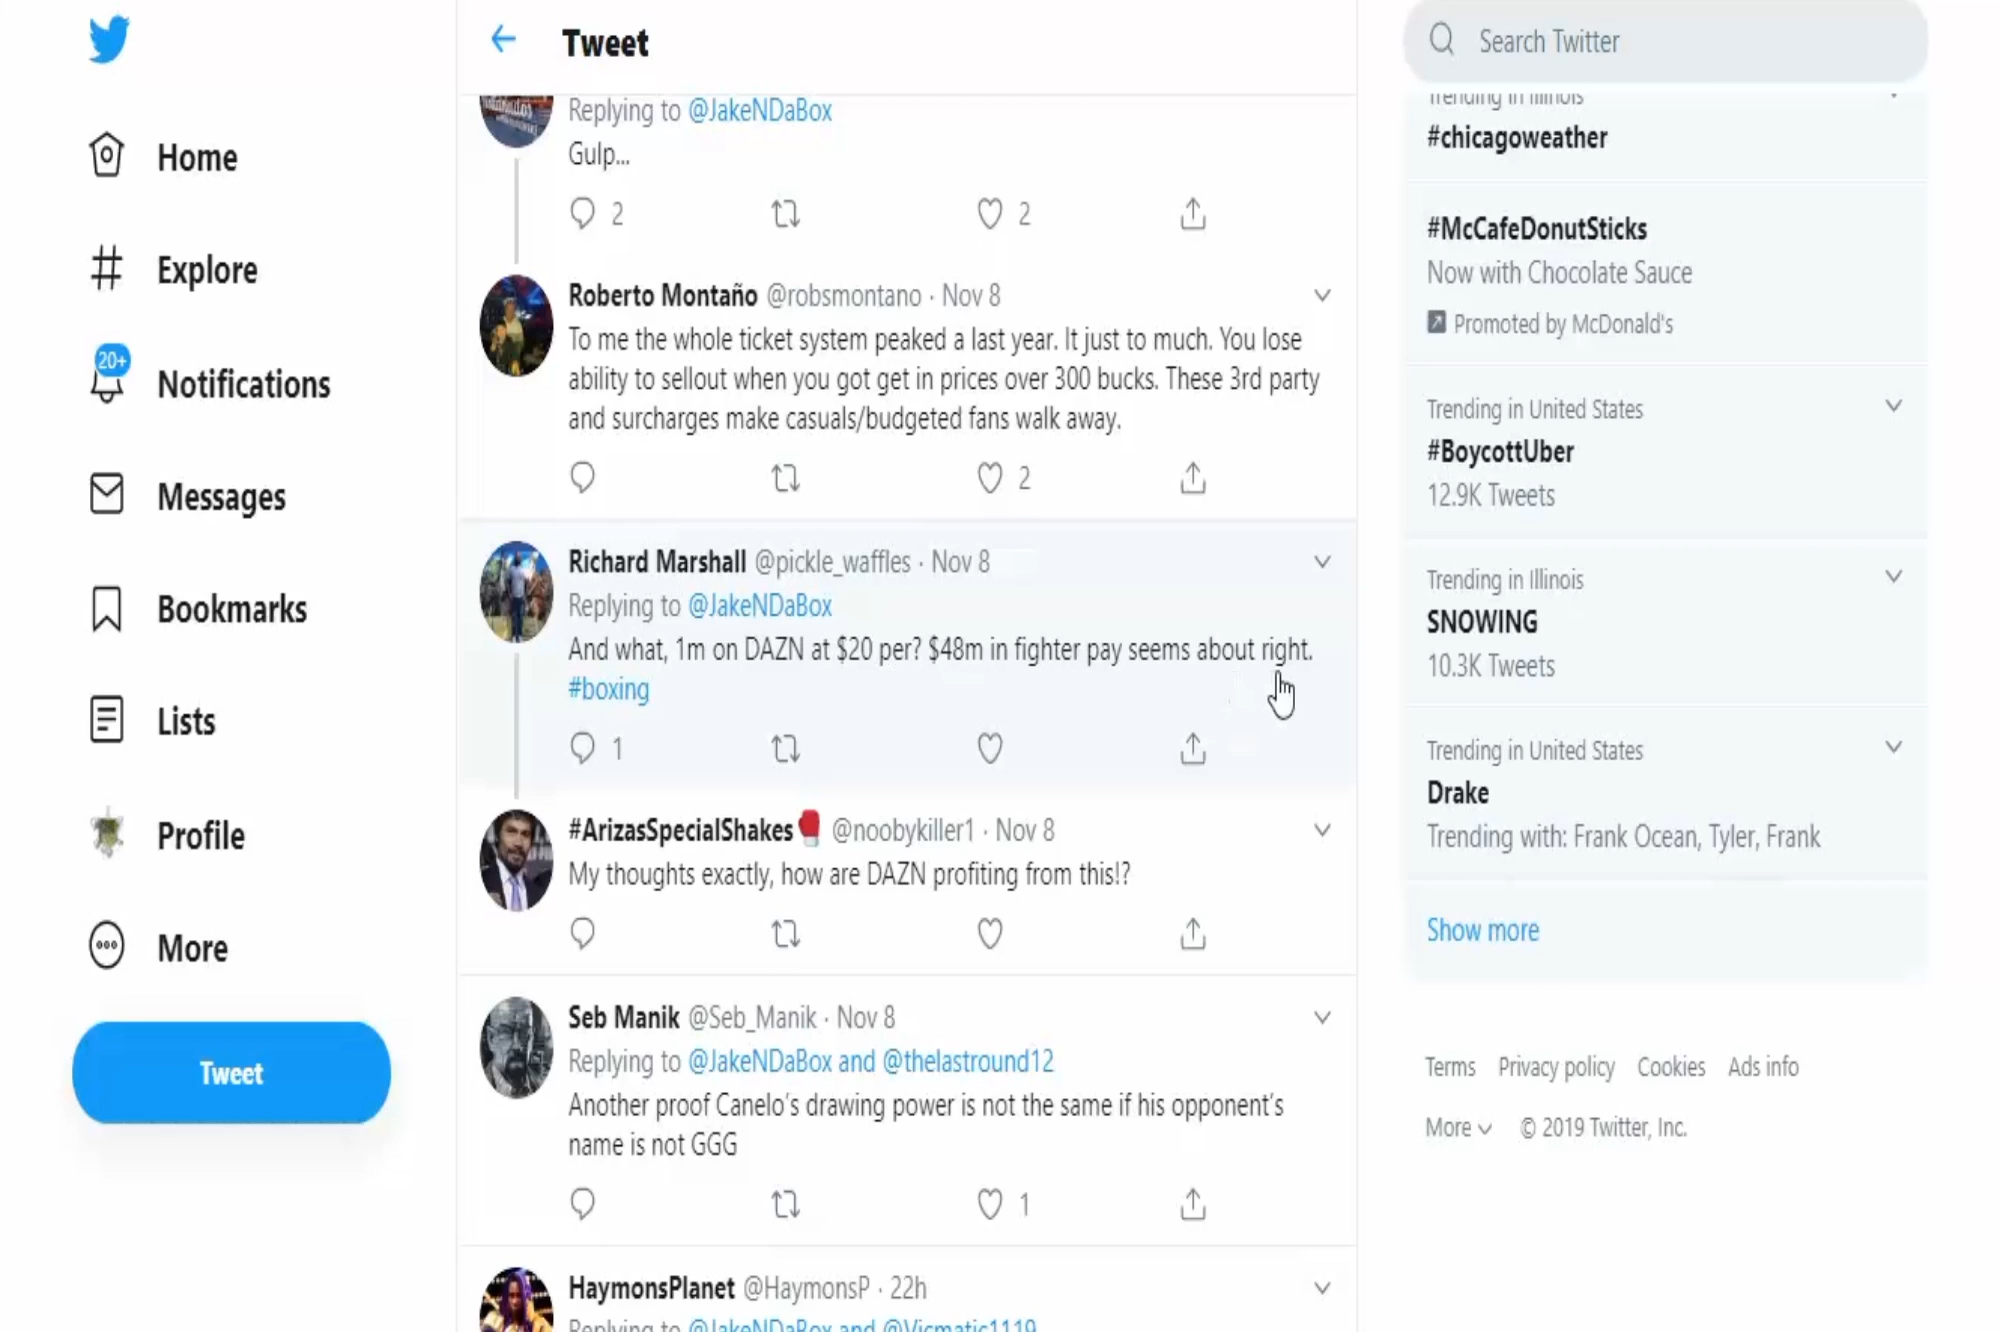 Home
Explore
20+
Notifications
Messages
Bookmarks
Lists
Profile
More
Tweet
Tweet
Replying to @JakeNDaBox
Gulp...
2
2
Roberto Montaño @robsmontano · Nov 8
To me the whole ticket system peaked a last year. It just to much. You lose
ability to sellout when you got get in prices over 300 bucks. These 3rd party
and surcharges make casuals/budgeted fans walk away.
2
Richard Marshall @pickle_waffles · Nov 8
Replying to @JakeNDaBox
And what, 1m on DAZN at $20 per? $48m in fighter pay seems about right.
#boxing
1
#ArizasSpecialShakes🥊 @noobykiller1 · Nov 8
My thoughts exactly, how are DAZN profiting from this!?
Seb Manik @Seb_Manik · Nov 8
Replying to @JakeNDaBox and @thelastround12
Another proof Canelo’s drawing power is not the same if his opponent’s
name is not GGG
1
HaymonsPlanet @HaymonsP · 22h
Replying to @JakeNDaBox and @Vicmatic1119
Search Twitter
Trending in Illinois
#chicagoweather
#McCafeDonutSticks
Now with Chocolate Sauce
Promoted by McDonald's
Trending in United States
#BoycottUber
12.9K Tweets
Trending in Illinois
SNOWING
10.3K Tweets
Trending in United States
Drake
Trending with: Frank Ocean, Tyler, Frank
Show more
Terms Privacy policy Cookies Ads info
More © 2019 Twitter, Inc.